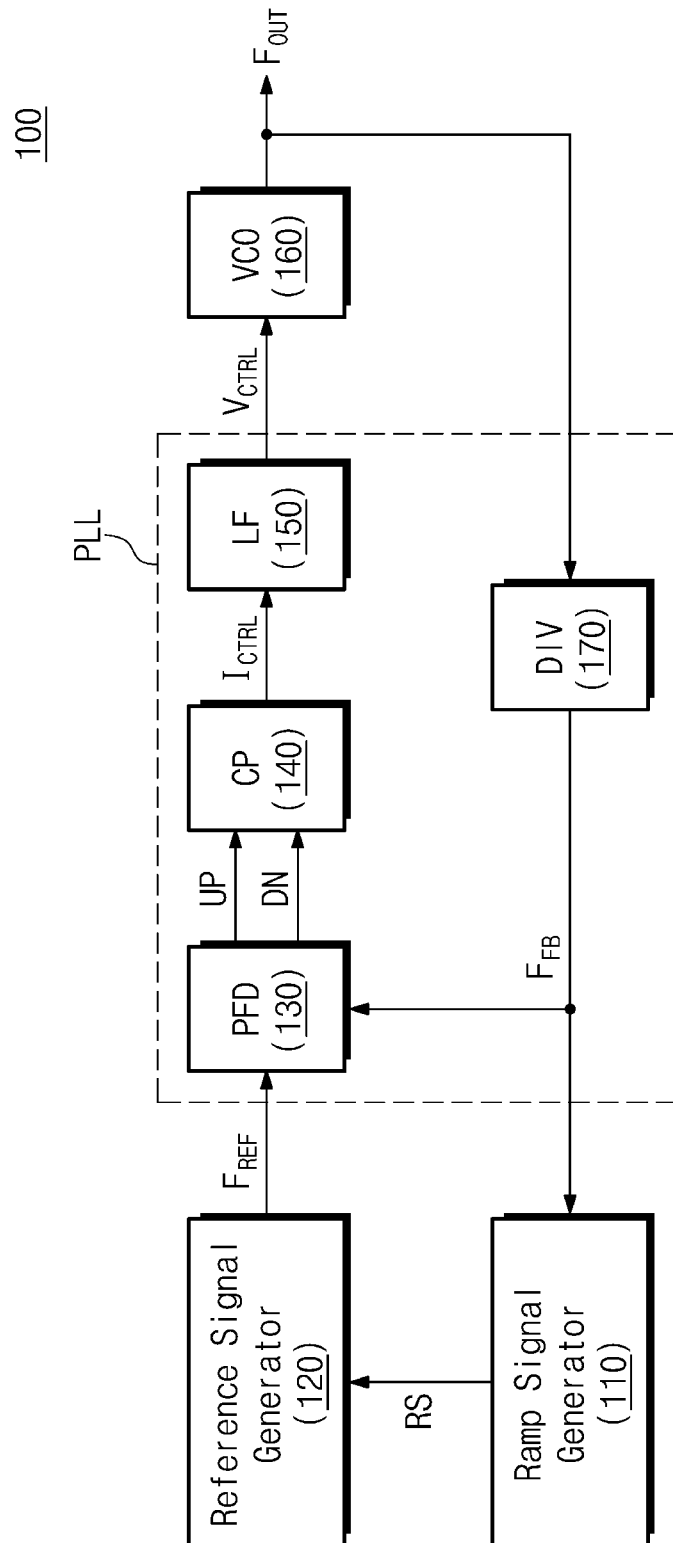 100
PLL
Reference Signal
Generator
(120)
F_REF
PFD
(130)
UP
DN
CP
(140)
I_CTRL
LF
(150)
V_CTRL
VCO
(160)
F_OUT
RS
Ramp Signal
Generator
(110)
F_FB
DIV
(170)